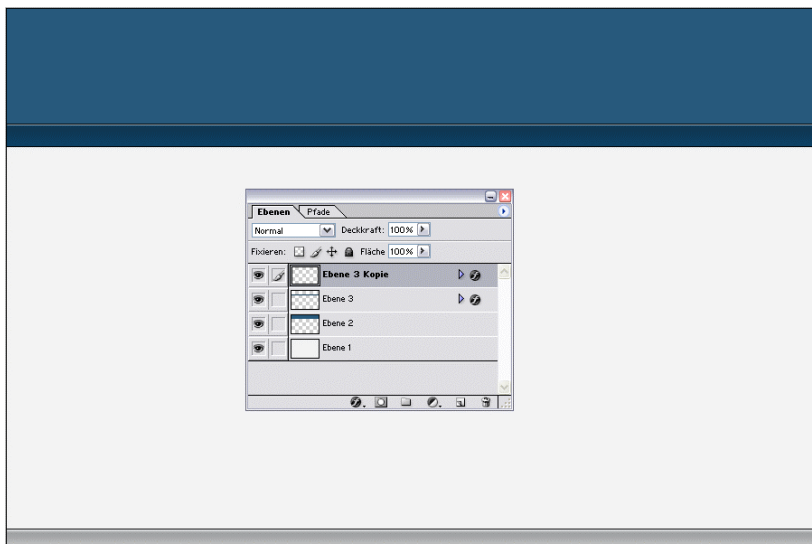 Ebenen Pfade
Normal Deckkraft: 100%
Fixieren: Fläche 100%
Ebene 3 Kopie
Ebene 3
Ebene 2
Ebene 1